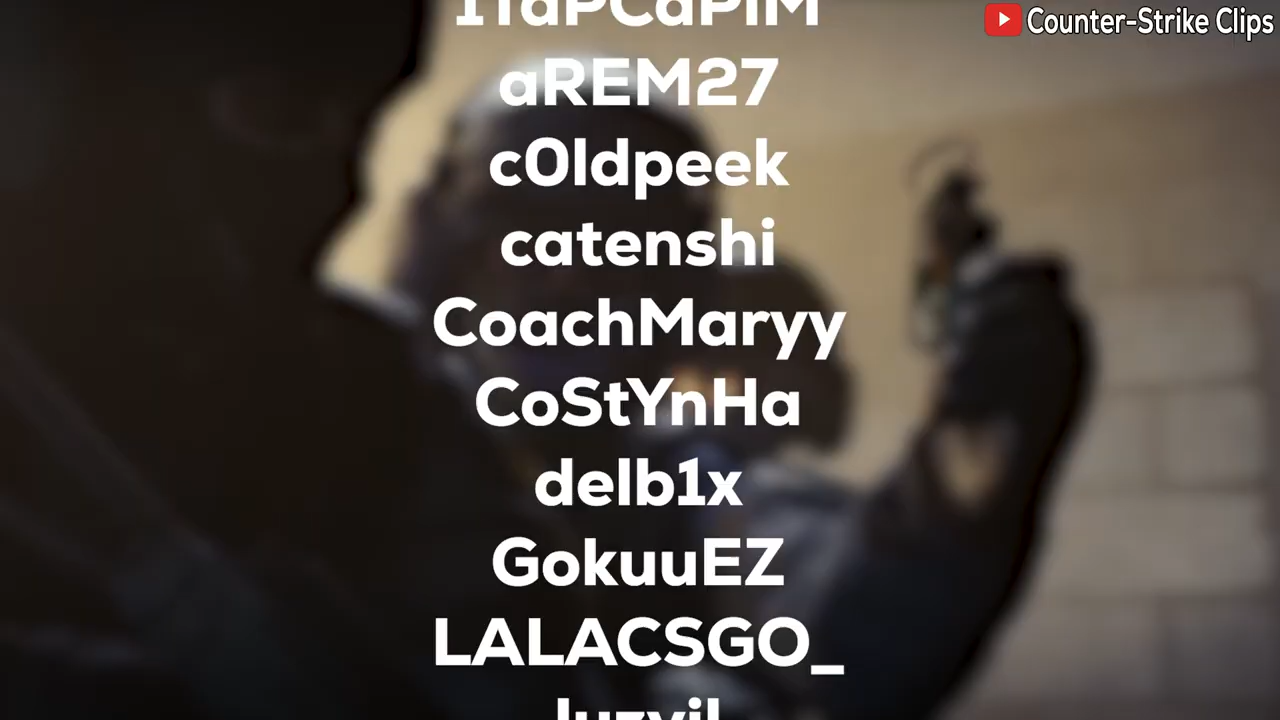 Counter-Strike Clips
aREM27
c0ldpeek
catenshi
CoachMaryy
CoStYnHa
delb1x
GokuuEZ
LALACSGO_